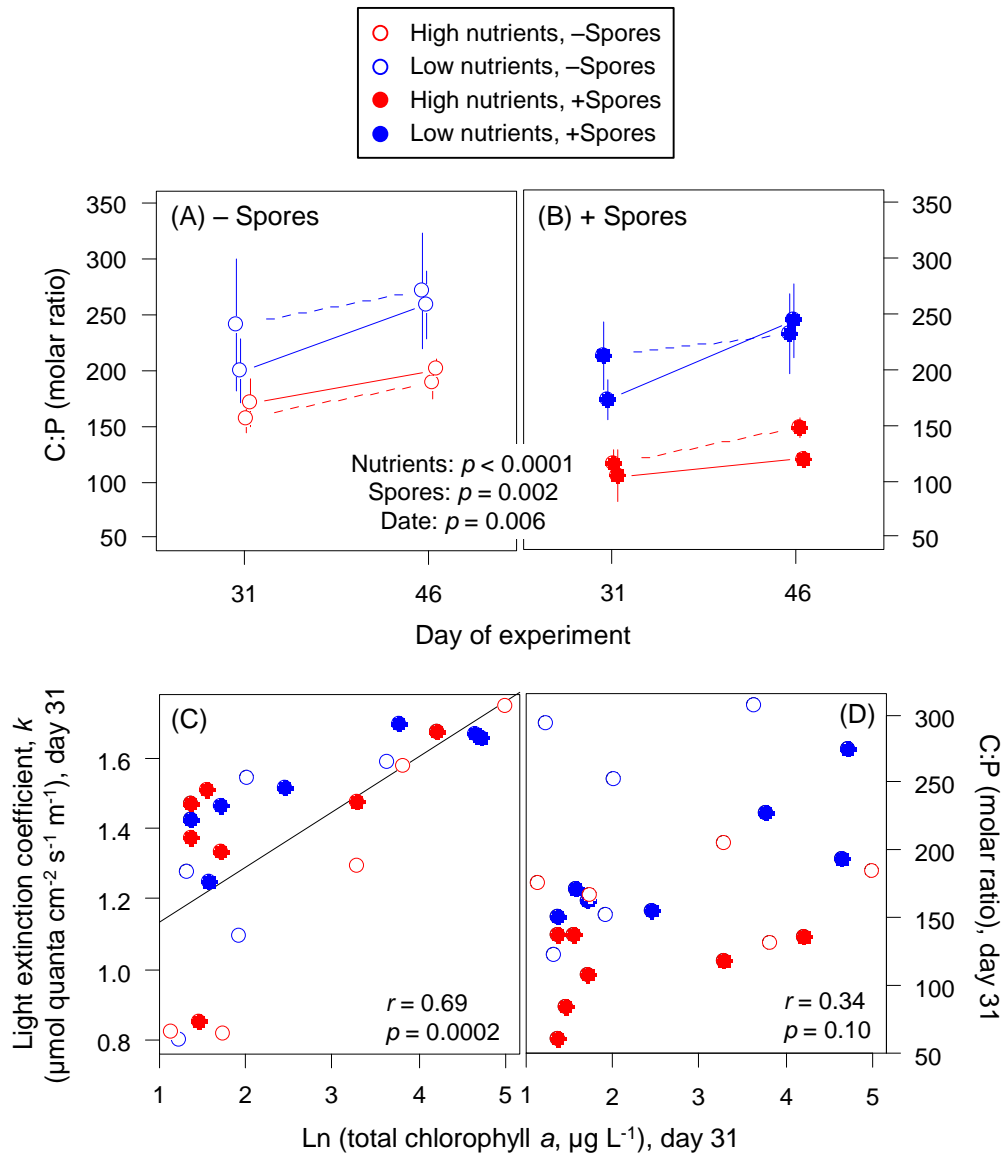 High nutrients, –Spores
Low nutrients, –Spores
High nutrients, +Spores
Low nutrients, +Spores
(A) – Spores
(B) + Spores
350
300
250
200
150
100
50
350
300
250
200
150
100
50
C:P (molar ratio)
Nutrients: p < 0.0001
Spores: p = 0.002
Date: p = 0.006
31
46
31
46
Day of experiment
(C)
(D)
Light extinction coefficient, k
(μmol quanta cm⁻² s⁻¹ m⁻¹), day 31
1.6
1.4
1.2
1.0
0.8
r = 0.69
p = 0.0002
r = 0.34
p = 0.10
300
250
200
150
100
50
C:P (molar ratio), day 31
1
2
3
4
5
1
2
3
4
5
Ln (total chlorophyll a, μg L⁻¹), day 31